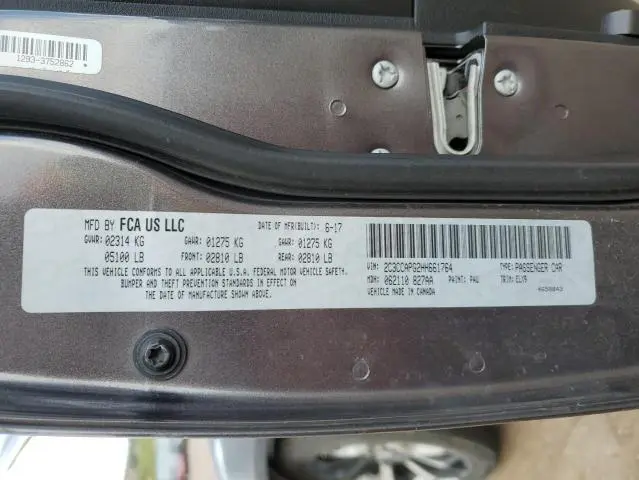 1293-3752862
MFD BY FCA US LLC DATE OF MFR(BUILT): 6-17
GVWR: 02314 KG GAWR: 01275 KG GAWR: 01275 KG
05100 LB FRONT: 02810 LB REAR: 02810 LB
THIS VEHICLE CONFORMS TO ALL APPLICABLE U.S.A. FEDERAL MOTOR VEHICLE SAFETY,
BUMPER AND THEFT PREVENTION STANDARDS IN EFFECT ON
THE DATE OF MANUFACTURE SHOWN ABOVE.
VIN: 2C3CCAPG2HH661764 TYPE: PASSENGER CAR
MDH: 062110 827AA PAINT: PAU TRIM: ELX9
VEHICLE MADE IN CANADA